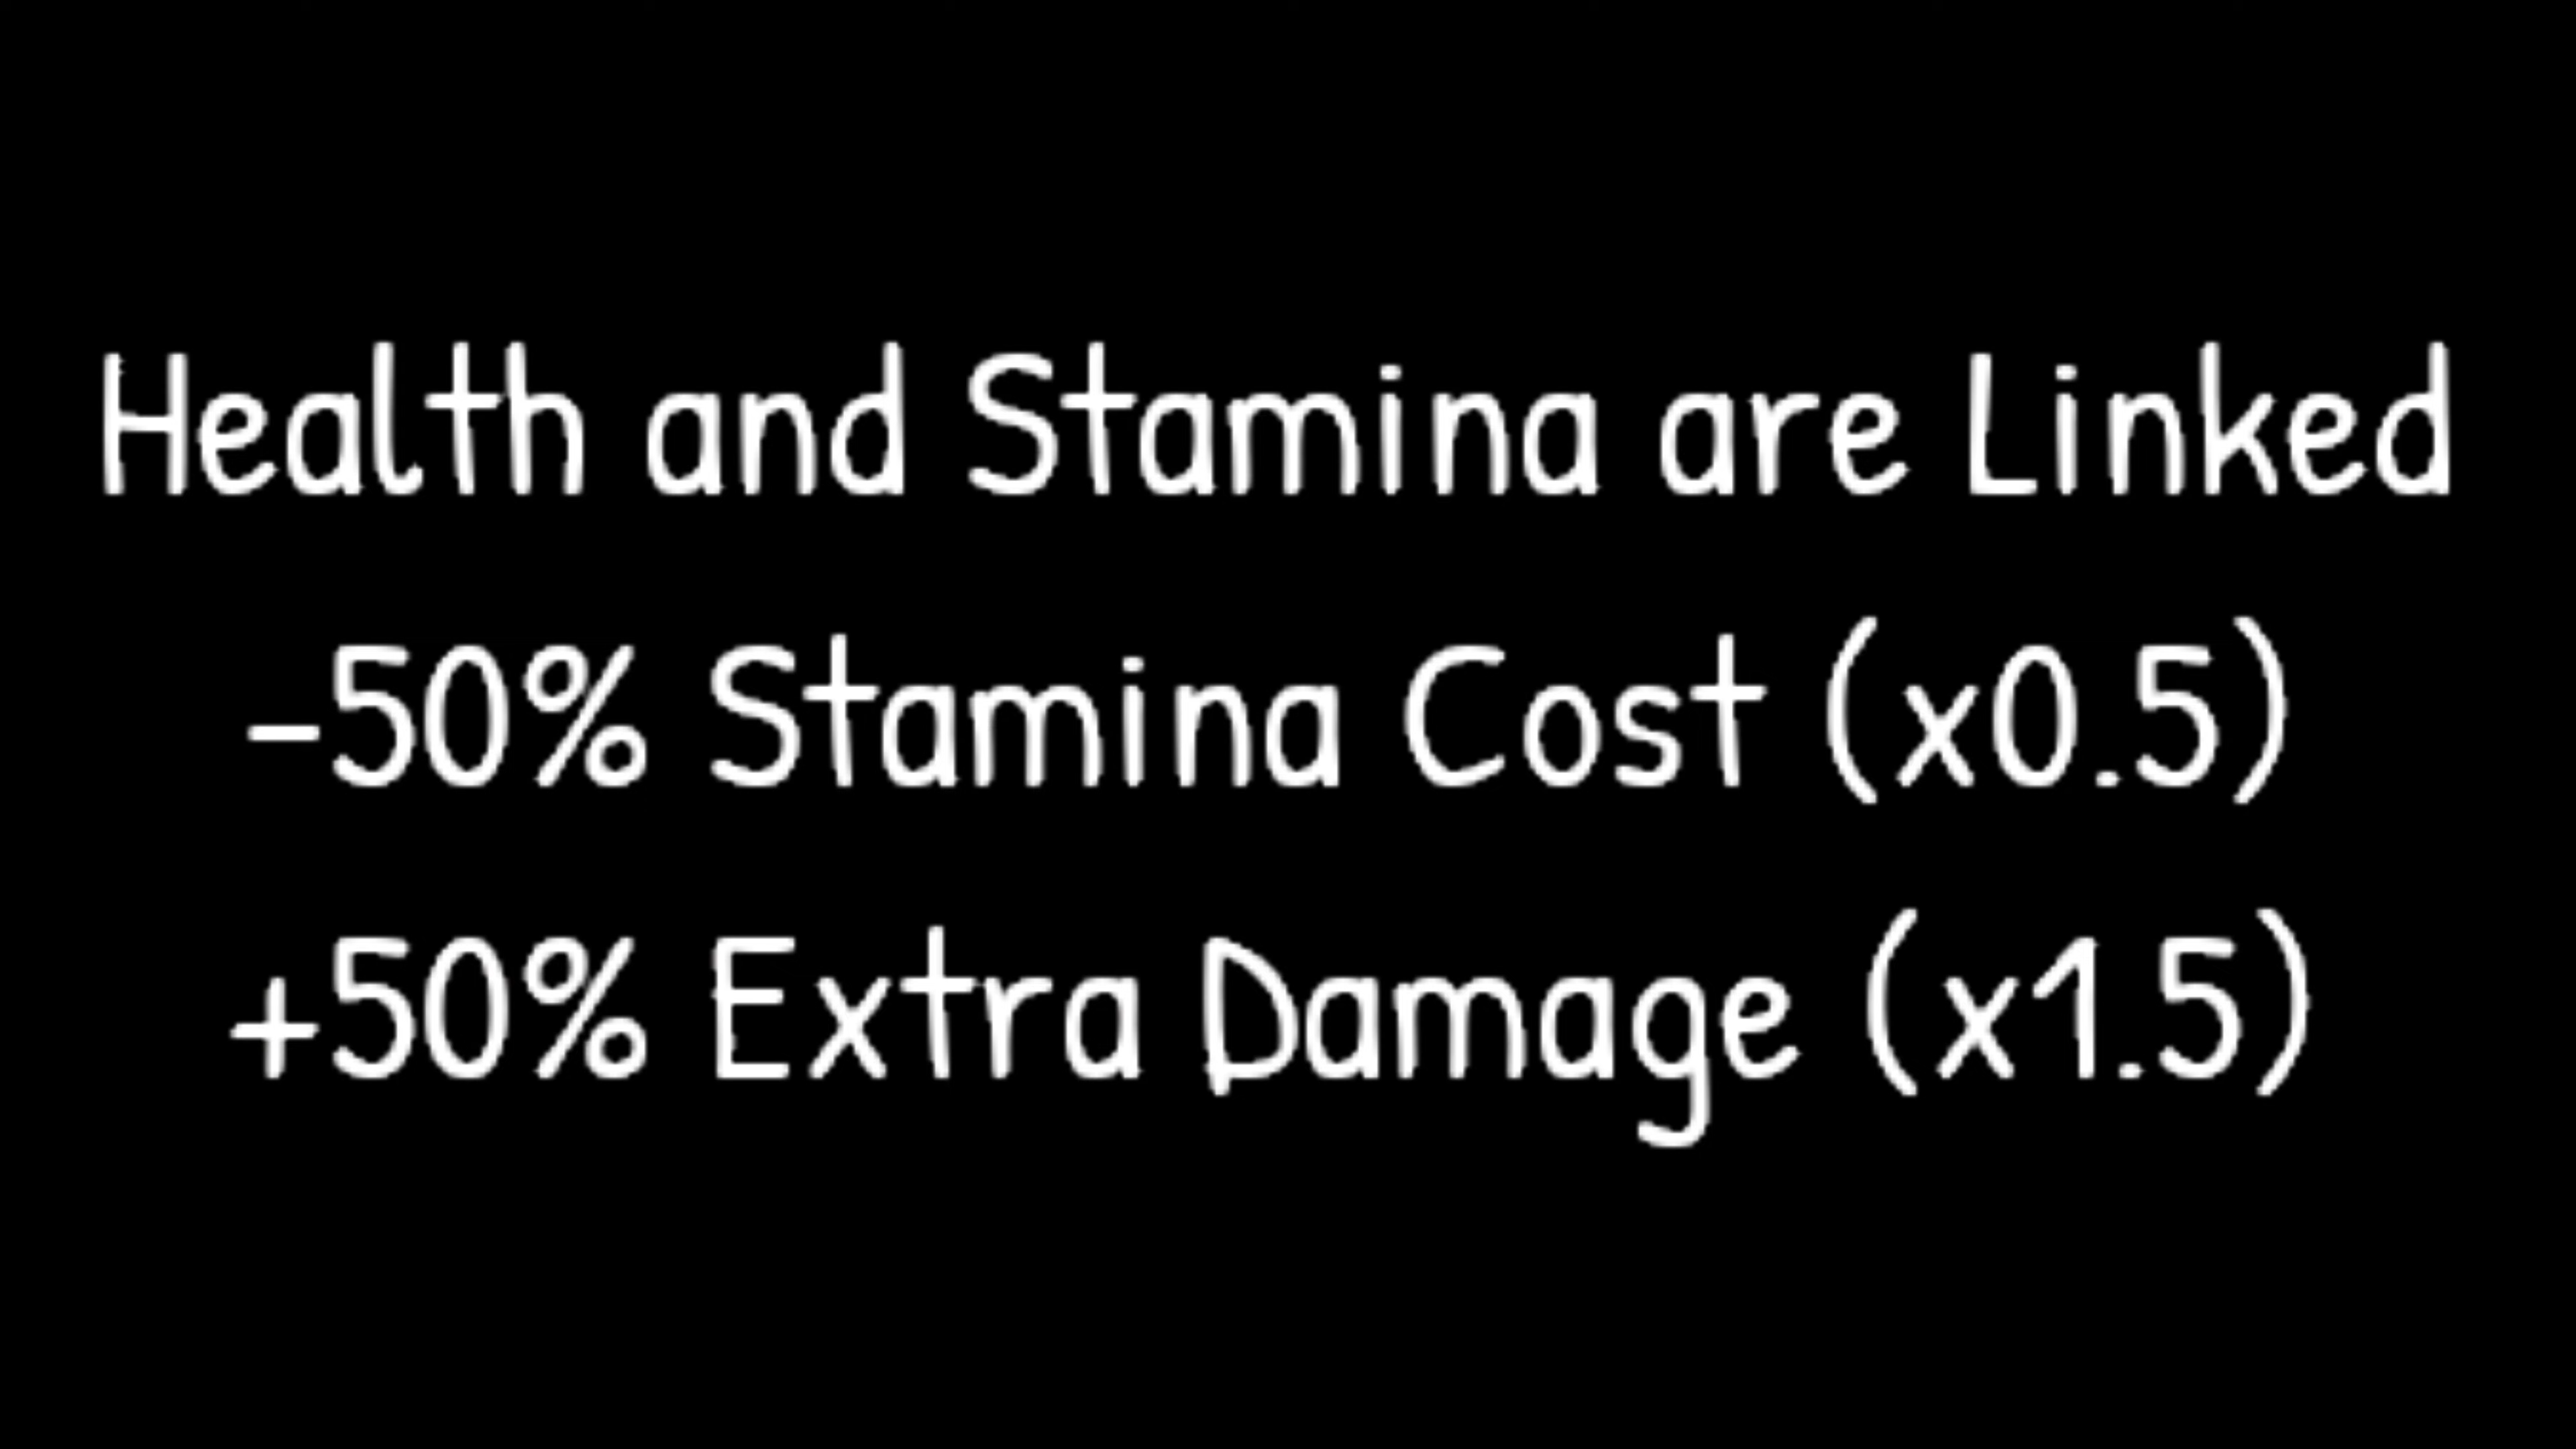 Health and Stamina are Linked
-50% Stamina Cost (x0.5)
+50% Extra Damage (x1.5)